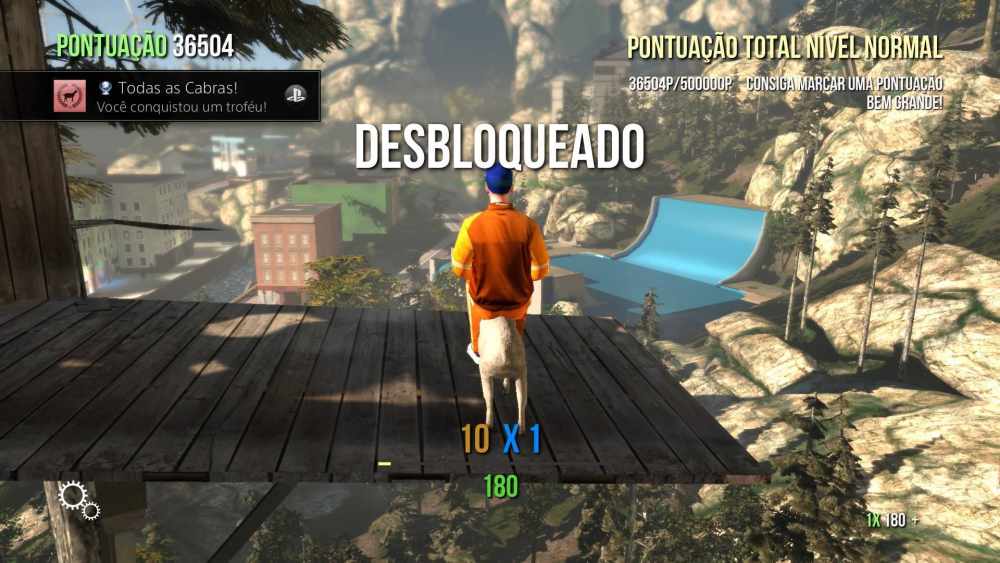 PONTUAÇÃO 36504
Todas as Cabras!
Você conquistou um troféu!
PONTUAÇÃO TOTAL NIVEL NORMAL
36504P/500000P CONSIGA MARCAR UMA PONTUAÇÃO
BEM GRANDE!
DESBLOQUEADO
10 X 1
180
1X 180 +